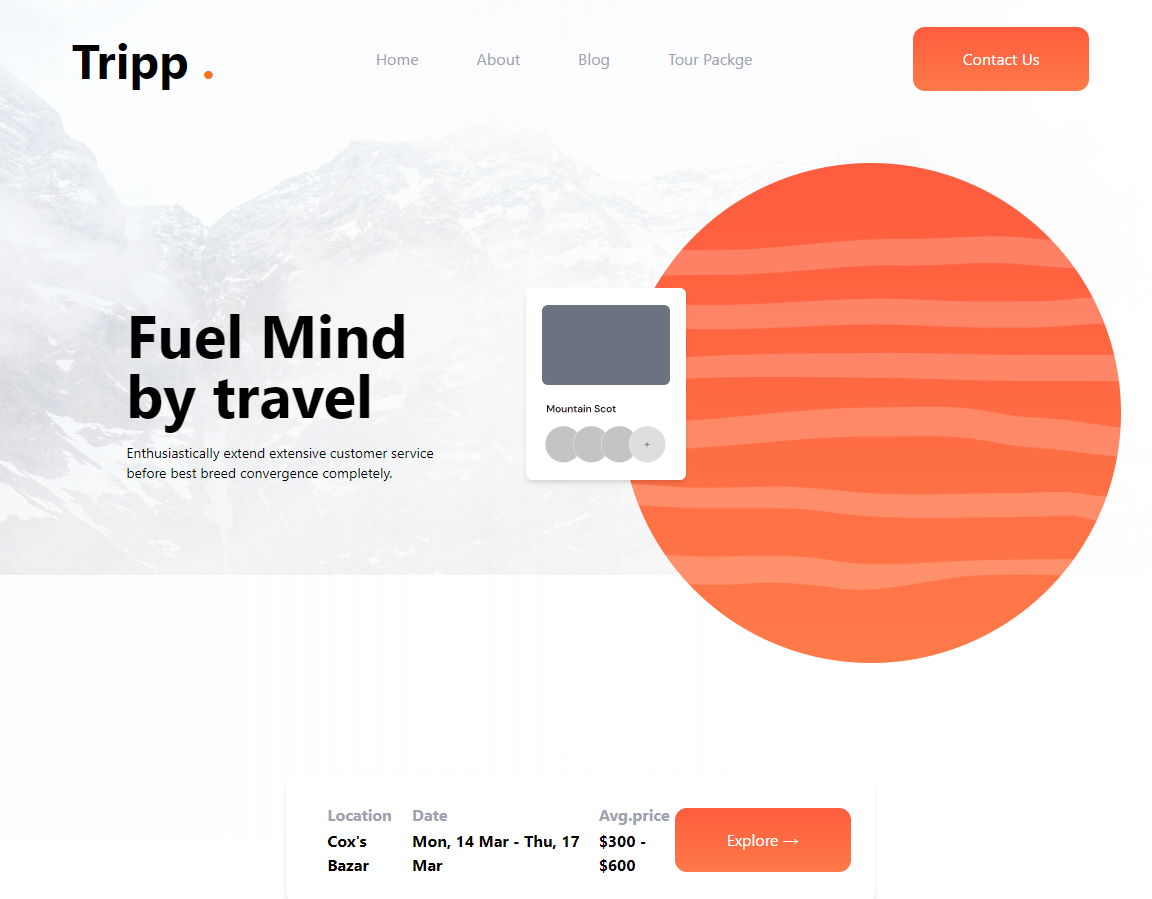 Tripp .
Home About Blog Tour Packge
Contact Us
Fuel Mind
by travel
Enthusiastically extend extensive customer service
before best breed convergence completely.
Mountain Scot
+
Location Date Avg.price
Cox's Mon, 14 Mar - Thu, 17 $300 -
Bazar Mar $600
Explore →